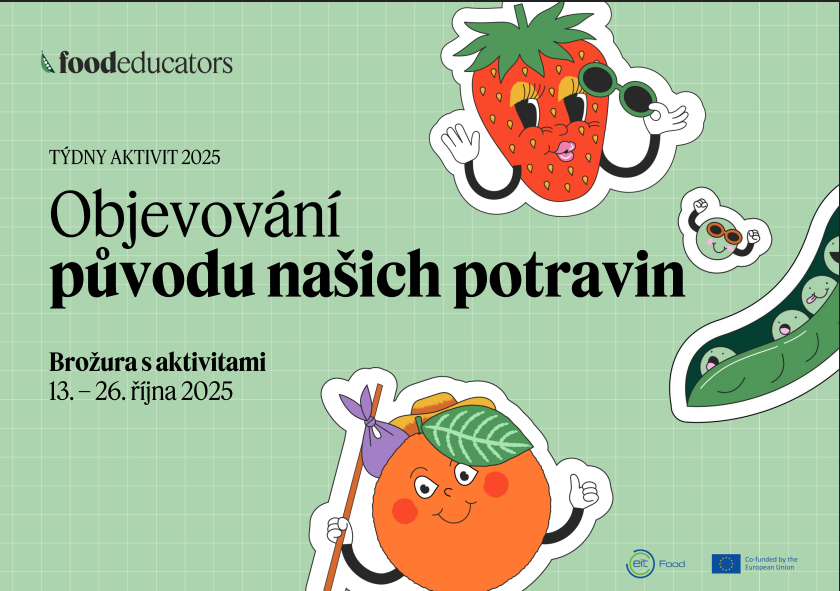 foodeducators
TÝDNY AKTIVIT 2025
Objevování
původu našich potravin
Brožura s aktivitami
13. – 26. října 2025
eit Food
Co-funded by the
European Union